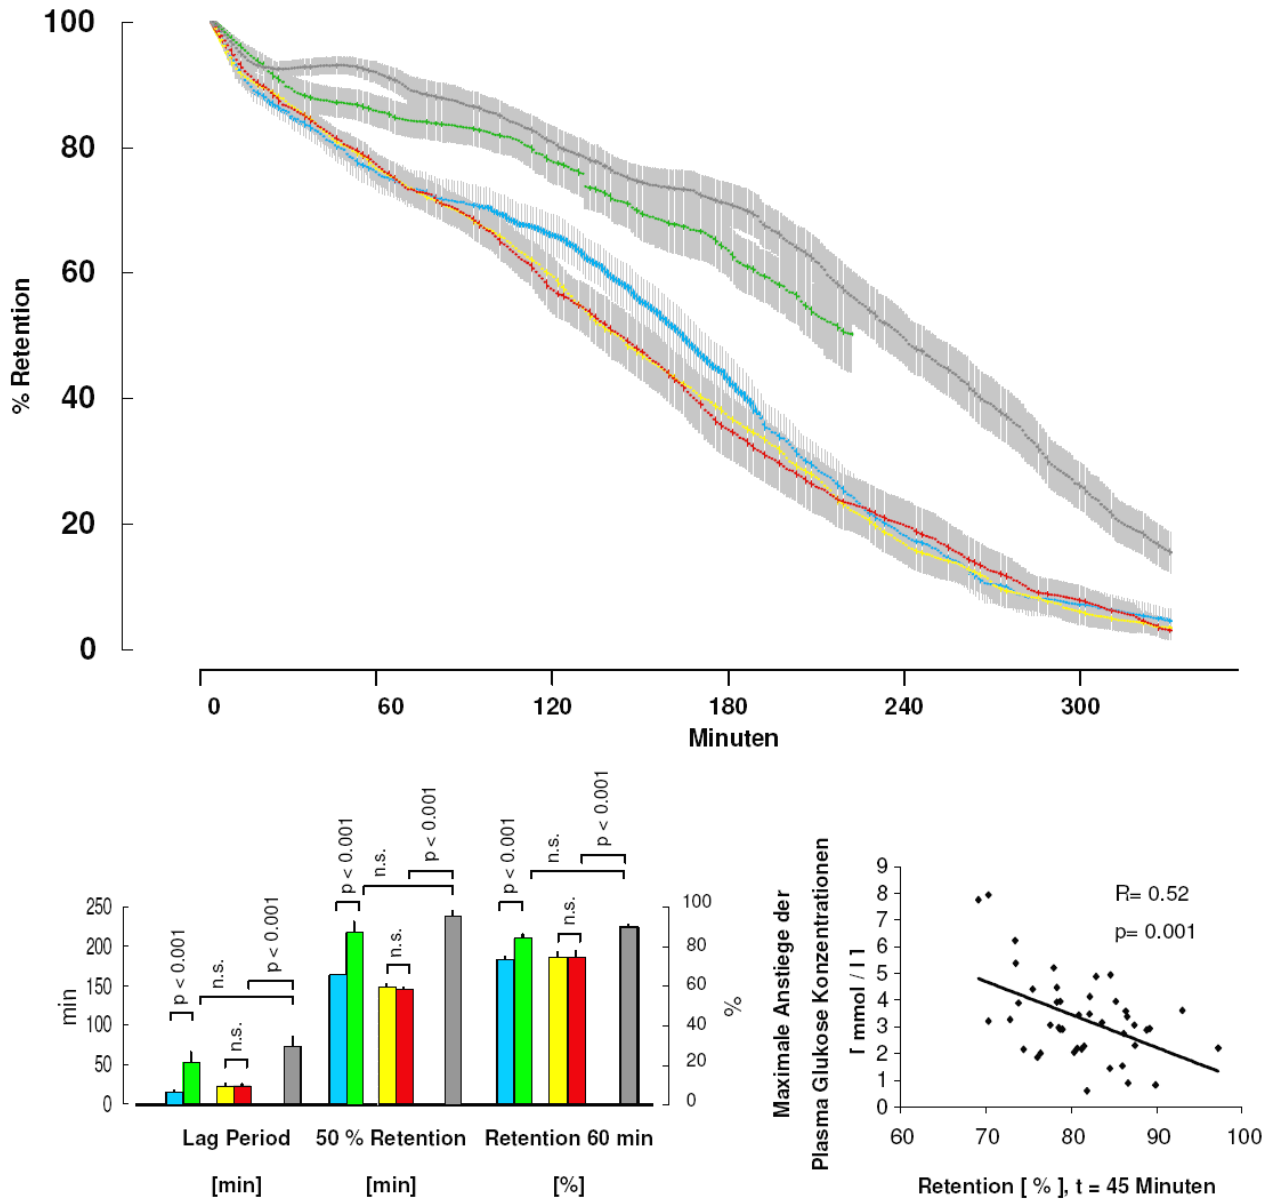 100
80
60
40
20
0
% Retention
0 60 120 180 240 300
Minuten
p < 0.001
n.s.
p < 0.001
n.s.
p < 0.001
n.s.
p < 0.001
n.s.
p < 0.001
n.s.
p < 0.001
n.s.
n.s.
250
200
150
100
50
0
min
100
80
60
40
20
0
%
Lag Period 50 % Retention Retention 60 min
[min] [min] [%]
Maximale Anstiege der
Plasma Glukose Konzentrationen
[ mmol / l ]
9
8
7
6
5
4
3
2
1
0
R= 0.52
p= 0.001
60 70 80 90 100
Retention [ % ], t = 45 Minuten